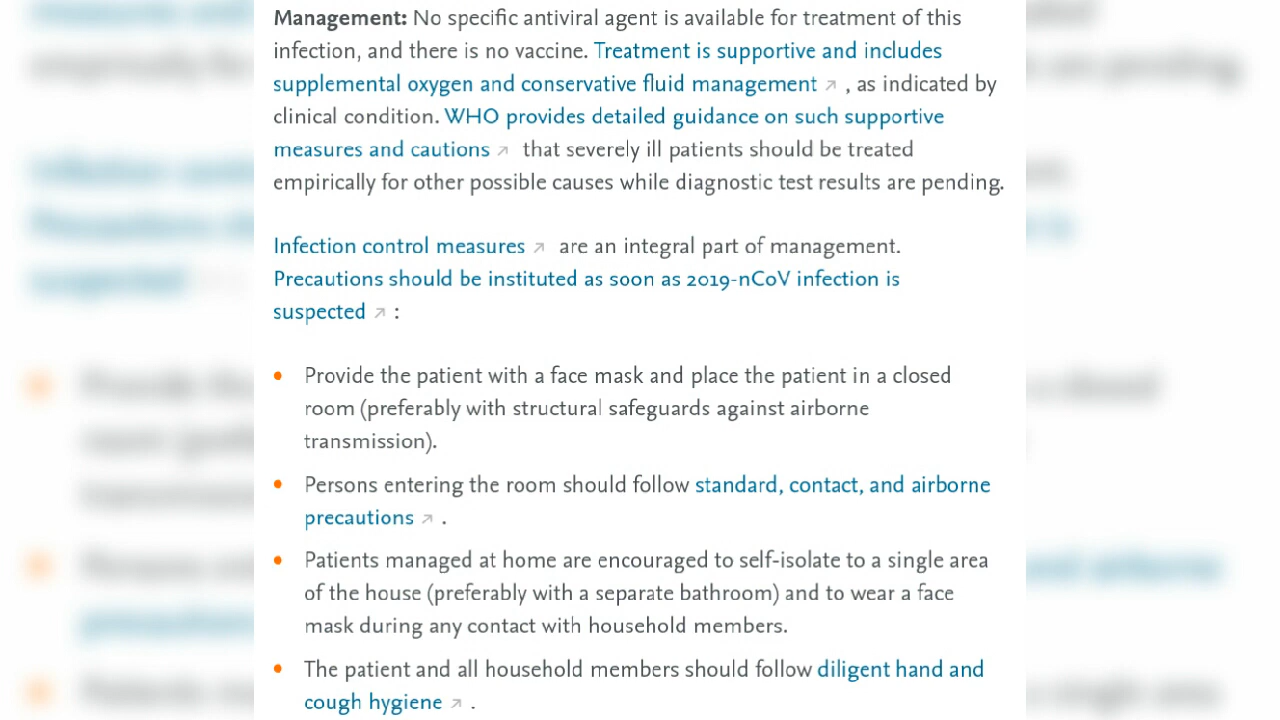 Management: No specific antiviral agent is available for treatment of this
infection, and there is no vaccine. Treatment is supportive and includes
supplemental oxygen and conservative fluid management ↗ , as indicated by
clinical condition. WHO provides detailed guidance on such supportive
measures and cautions ↗ that severely ill patients should be treated
empirically for other possible causes while diagnostic test results are pending.
Infection control measures ↗ are an integral part of management.
Precautions should be instituted as soon as 2019-nCoV infection is
suspected ↗ :
• Provide the patient with a face mask and place the patient in a closed
room (preferably with structural safeguards against airborne
transmission).
• Persons entering the room should follow standard, contact, and airborne
precautions ↗ .
• Patients managed at home are encouraged to self-isolate to a single area
of the house (preferably with a separate bathroom) and to wear a face
mask during any contact with household members.
• The patient and all household members should follow diligent hand and
cough hygiene ↗ .